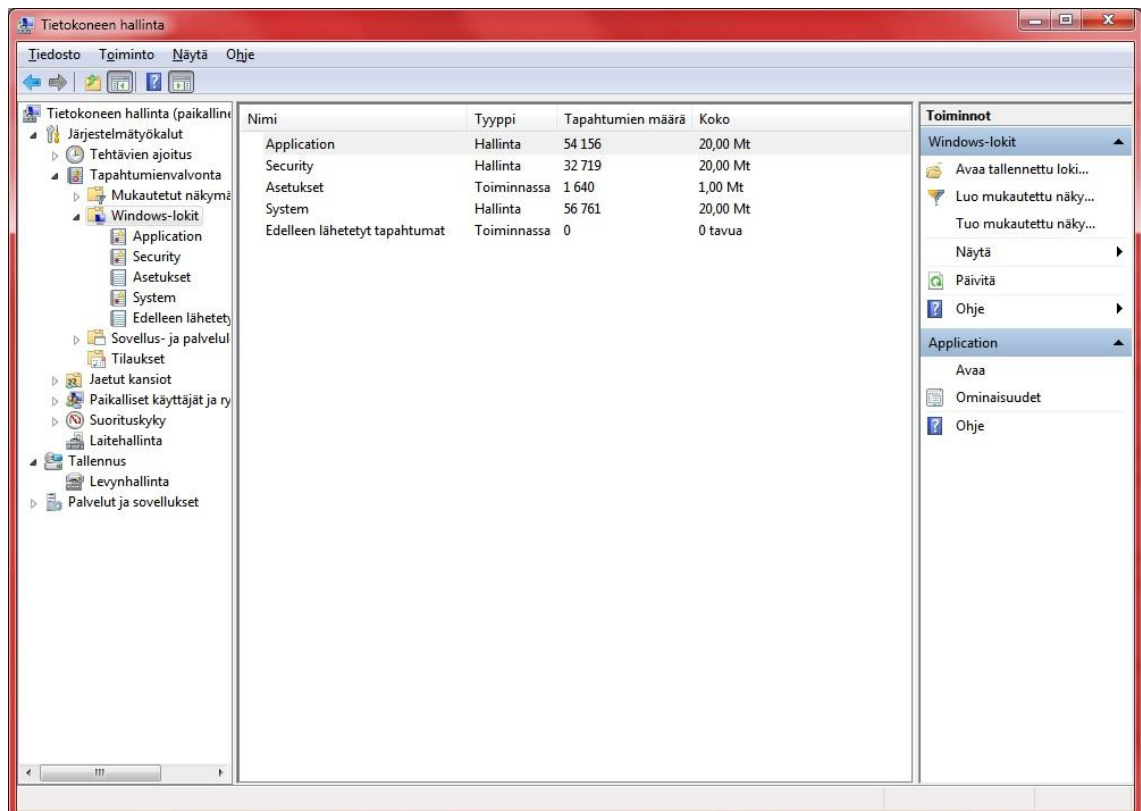 Tietokoneen hallinta
Tiedosto Toiminto Näytä Ohje
Tietokoneen hallinta (paikalline
Järjestelmätyökalut
Tehtävien ajoitus
Tapahtumienvalvonta
Mukautetut näkymä
Windows-lokit
Application
Security
Asetukset
System
Edelleen lähetety
Sovellus- ja palvelul
Tilaukset
Jaetut kansiot
Paikalliset käyttäjät ja ry
Suorituskyky
Laitehallinta
Tallennus
Levynhallinta
Palvelut ja sovellukset
Nimi Tyyppi Tapahtumien määrä Koko
Application Hallinta 54 156 20,00 Mt
Security Hallinta 32 719 20,00 Mt
Asetukset Toiminnassa 1 640 1,00 Mt
System Hallinta 56 761 20,00 Mt
Edelleen lähetetyt tapahtumat Toiminnassa 0 0 tavua
Toiminnot
Windows-lokit
Avaa tallennettu loki...
Luo mukautettu näky...
Tuo mukautettu näky...
Näytä
Päivitä
Ohje
Application
Avaa
Ominaisuudet
Ohje